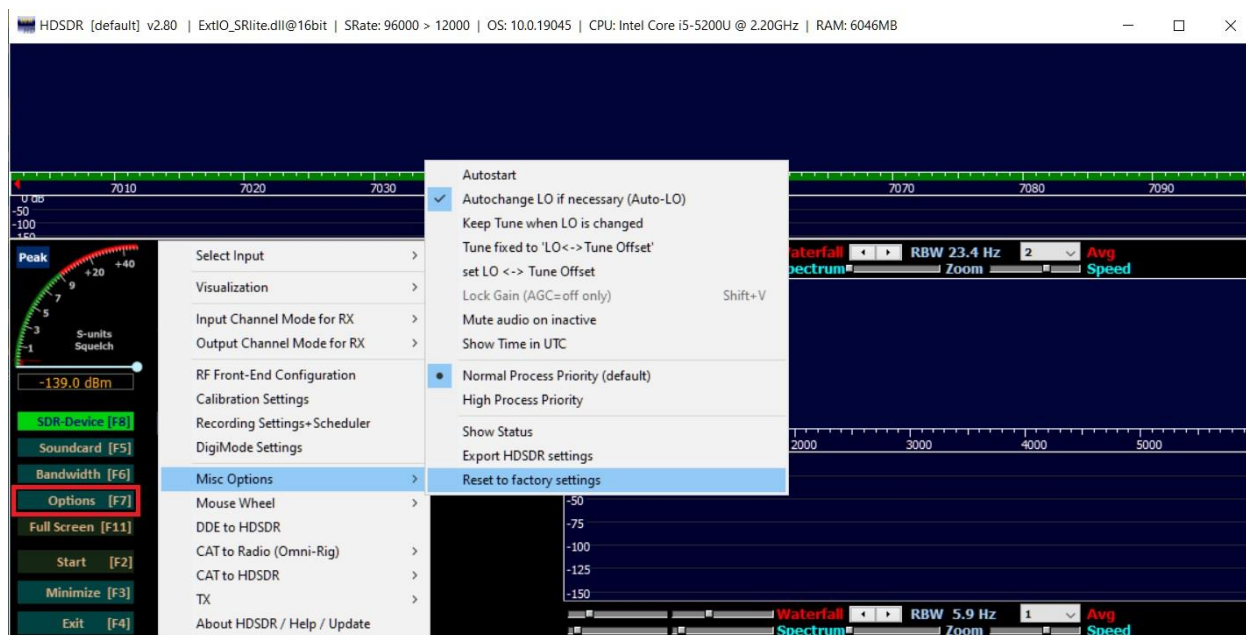 HDSDR [default] v2.80 | ExtIO_SRlite.dll@16bit | SRate: 96000 > 12000 | OS: 10.0.19045 | CPU: Intel Core i5-5200U @ 2.20GHz | RAM: 6046MB
7010 7020 7030 7070 7080 7090
0 dB
-50
-100
-150
Peak
+20 +40
9
7
5
3
1
S-units
Squelch
-139.0 dBm
SDR-Device [F8]
Soundcard [F5]
Bandwidth [F6]
Options [F7]
Full Screen [F11]
Start [F2]
Minimize [F3]
Exit [F4]
Select Input
Visualization
Input Channel Mode for RX
Output Channel Mode for RX
RF Front-End Configuration
Calibration Settings
Recording Settings+Scheduler
DigiMode Settings
Misc Options
Mouse Wheel
DDE to HDSDR
CAT to Radio (Omni-Rig)
CAT to HDSDR
TX
About HDSDR / Help / Update
Autostart
Autochange LO if necessary (Auto-LO)
Keep Tune when LO is changed
Tune fixed to 'LO<->Tune Offset'
set LO <-> Tune Offset
Lock Gain (AGC=off only) Shift+V
Mute audio on inactive
Show Time in UTC
Normal Process Priority (default)
High Process Priority
Show Status
Export HDSDR settings
Reset to factory settings
Waterfall RBW 23.4 Hz 2 Avg
Spectrum Zoom Speed
2000 3000 4000 5000
-50
-75
-100
-125
-150
Waterfall RBW 5.9 Hz 1 Avg
Spectrum Zoom Speed